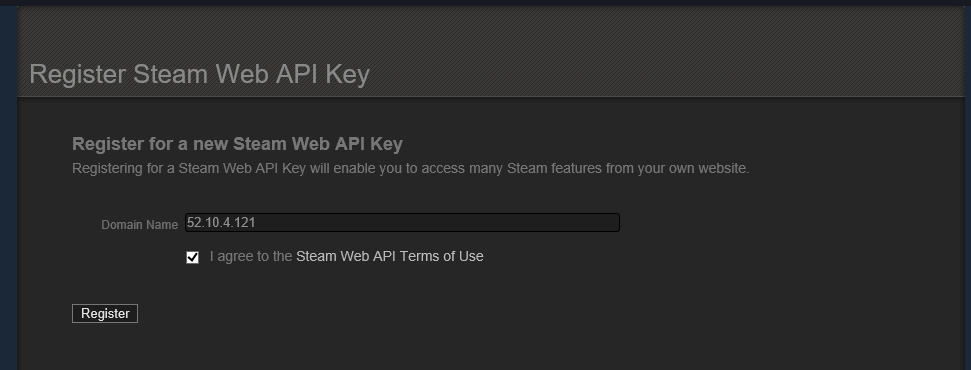 Register Steam Web API Key
Register for a new Steam Web API Key
Registering for a Steam Web API Key will enable you to access many Steam features from your own website.
Domain Name 52.10.4.121
I agree to the Steam Web API Terms of Use
Register